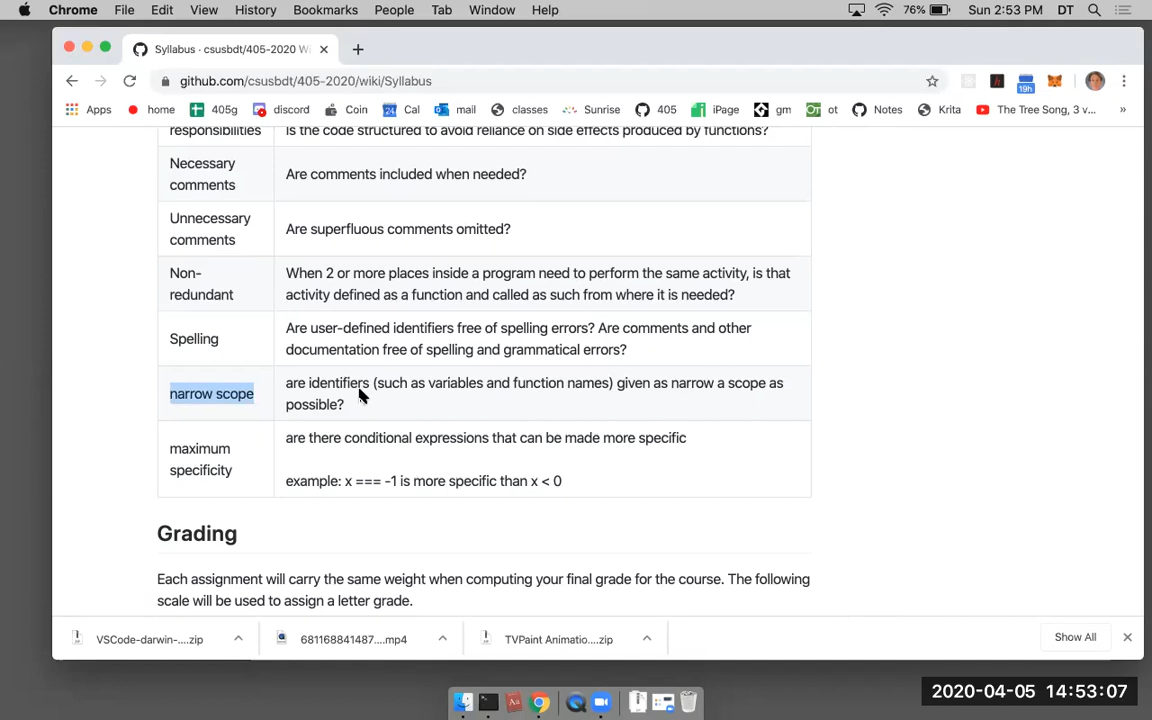 Chrome File Edit View History Bookmarks People Tab Window Help 76% Sun 2:53 PM DT
Syllabus · csusbdt/405-2020 Wi
github.com/csusbdt/405-2020/wiki/Syllabus
19h
Apps home 405g discord Coin 24 Cal mail classes Sunrise 405 iPage gm ot Notes Krita The Tree Song, 3 v... »
responsibilities Is the code structured to avoid reliance on side effects produced by functions?
Necessary comments
Are comments included when needed?
Unnecessary comments
Are superfluous comments omitted?
Non-
redundant
When 2 or more places inside a program need to perform the same activity, is that
activity defined as a function and called as such from where it is needed?
Spelling
Are user-defined identifiers free of spelling errors? Are comments and other
documentation free of spelling and grammatical errors?
narrow scope
are identifiers (such as variables and function names) given as narrow a scope as
possible?
maximum
specificity
are there conditional expressions that can be made more specific
example: x === -1 is more specific than x < 0
Grading
Each assignment will carry the same weight when computing your final grade for the course. The following
scale will be used to assign a letter grade.
VSCode-darwin-....zip 681168841487....mp4 TVPaint Animatio....zip Show All
2020-04-05 14:53:07